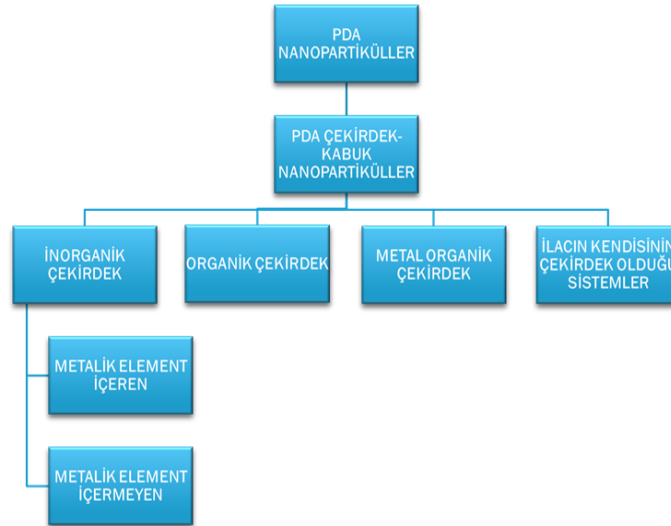 PDA
NANOPARTİKÜLLER
PDA ÇEKİRDEK-
KABUK
NANOPARTİKÜLLER
İNORGANİK
ÇEKİRDEK
ORGANİK ÇEKİRDEK
METAL ORGANİK
ÇEKİRDEK
İLACIN KENDİSİNİN
ÇEKİRDEK OLDUĞU
SİSTEMLER
METALİK ELEMENT
İÇEREN
METALİK ELEMENT
İÇERMEYEN